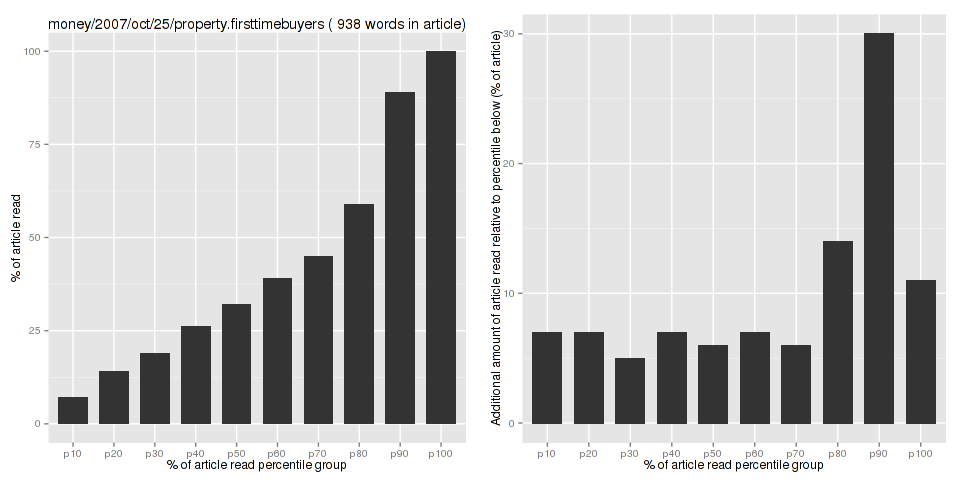 money/2007/oct/25/property.firsttimebuyers ( 938 words in article)
% of article read
100
75
50
25
0
p10 p20 p30 p40 p50 p60 p70 p80 p90 p100
% of article read percentile group
Additional amount of article read relative to percentile below (% of article)
30
20
10
0
p10 p20 p30 p40 p50 p60 p70 p80 p90 p100
% of article read percentile group